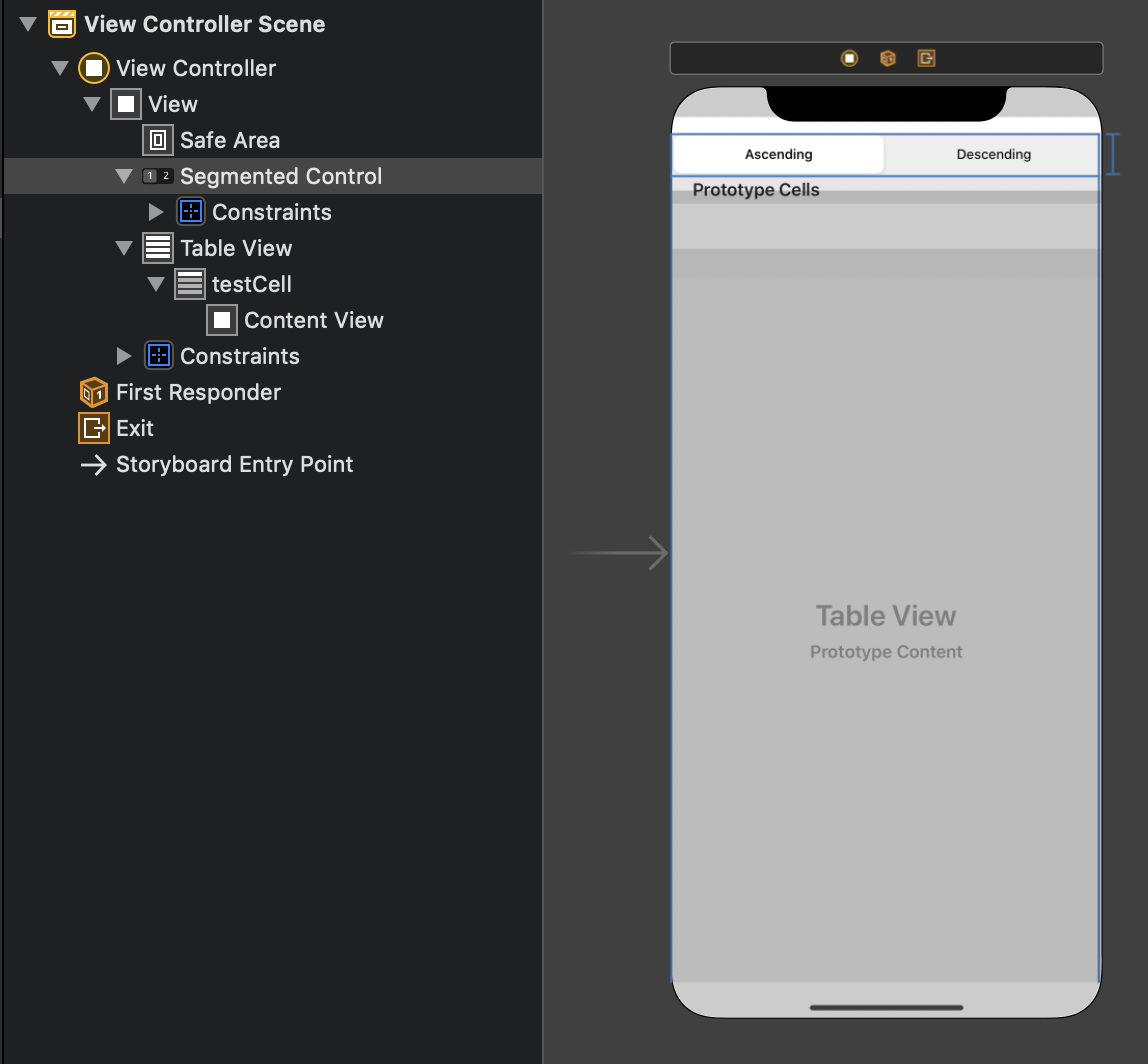 View Controller Scene
View Controller
View
Safe Area
1 2 Segmented Control
Constraints
Table View
testCell
Content View
Constraints
1 First Responder
Exit
Storyboard Entry Point
Ascending Descending
Prototype Cells
Table View
Prototype Content